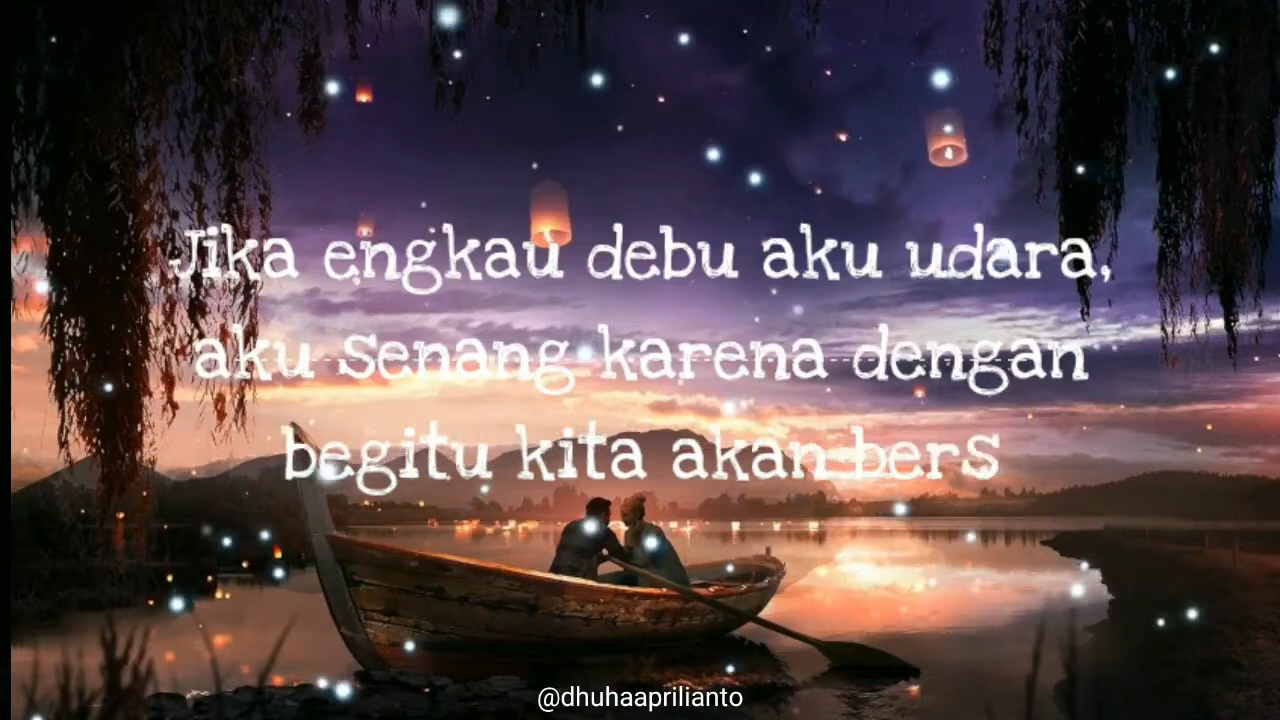 Jika engkau debu aku udara,
aku senang karena dengan
begitu kita akan bers
@dhuhaaprilianto